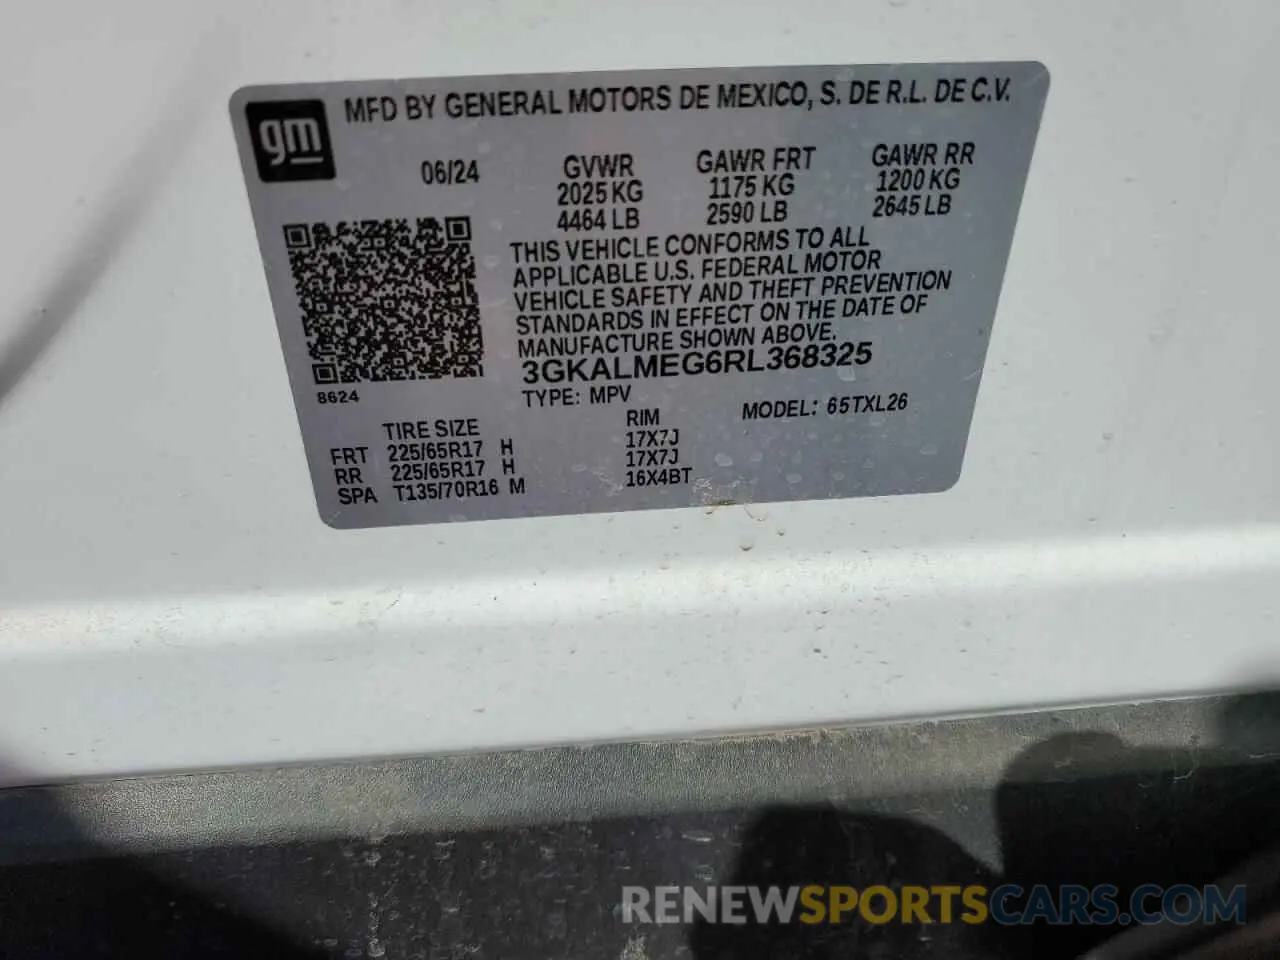 gm
MFD BY GENERAL MOTORS DE MEXICO, S. DE R.L. DE C.V.
06/24 GVWR GAWR FRT GAWR RR
2025 KG 1175 KG 1200 KG
4464 LB 2590 LB 2645 LB
THIS VEHICLE CONFORMS TO ALL
APPLICABLE U.S. FEDERAL MOTOR
VEHICLE SAFETY AND THEFT PREVENTION
STANDARDS IN EFFECT ON THE DATE OF
MANUFACTURE SHOWN ABOVE.
3GKALMEG6RL368325
8624
TYPE: MPV MODEL: 65TXL26
TIRE SIZE RIM
FRT 225/65R17 H 17X7J
RR 225/65R17 H 17X7J
SPA T135/70R16 M 16X4BT
RENEWSPORTSCARS.COM